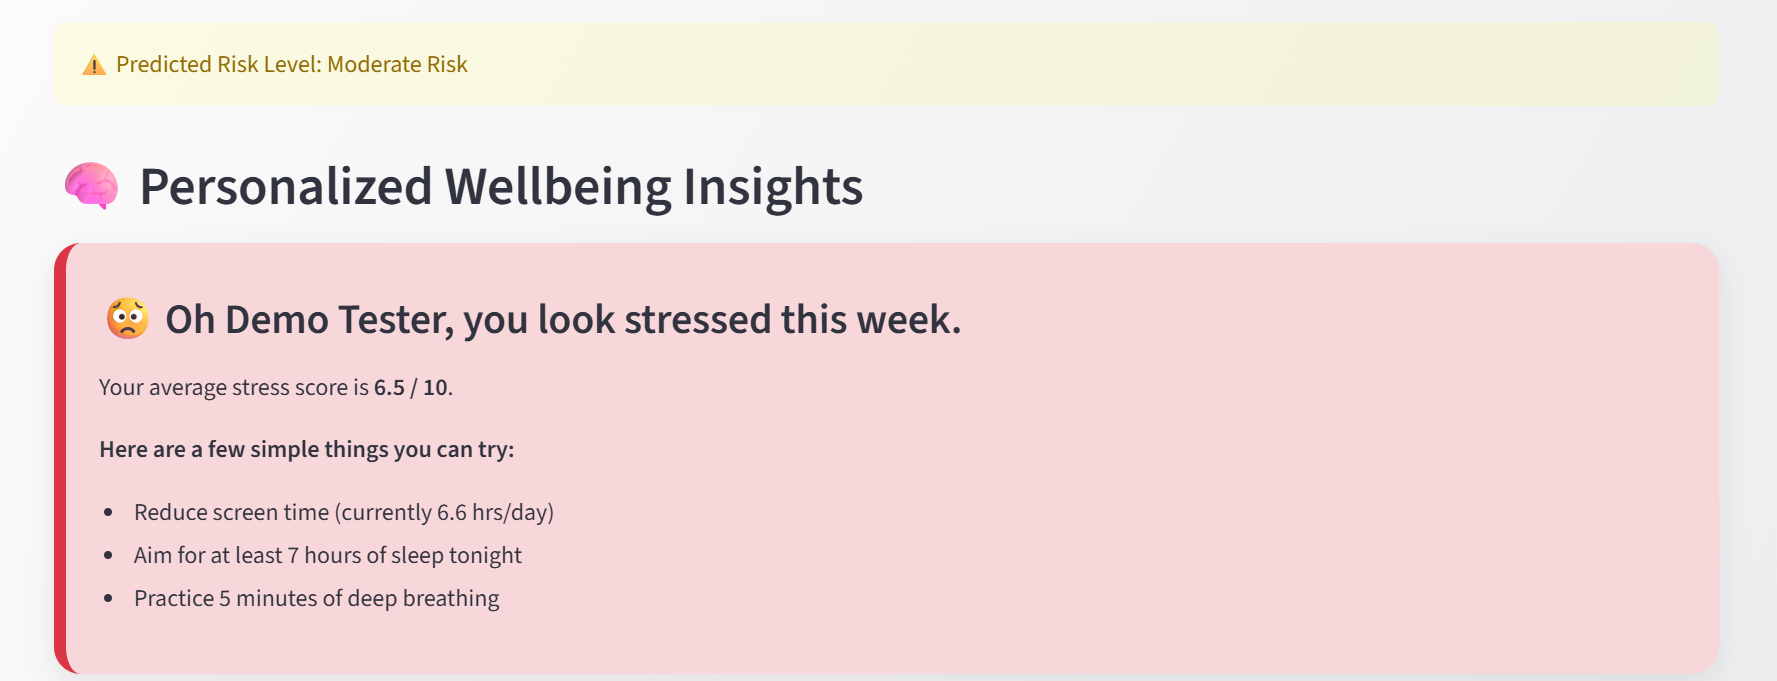 ⚠️ Predicted Risk Level: Moderate Risk
🧠 Personalized Wellbeing Insights
😟 Oh Demo Tester, you look stressed this week.
Your average stress score is 6.5 / 10.
Here are a few simple things you can try:
• Reduce screen time (currently 6.6 hrs/day)
• Aim for at least 7 hours of sleep tonight
• Practice 5 minutes of deep breathing